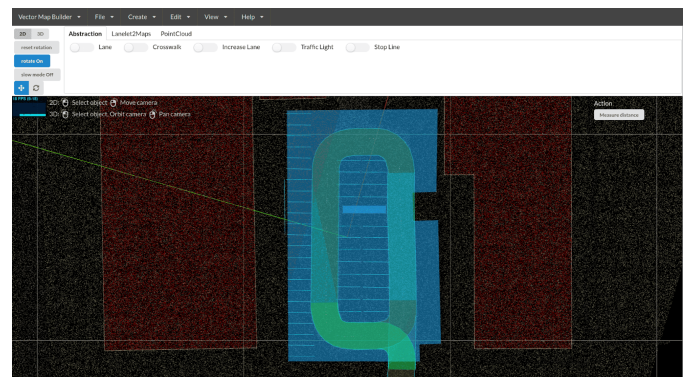 Vector Map Builder File Create Edit View Help
2D 3D Abstraction Lanelet2Maps PointCloud
reset rotation Lane Crosswalk Increase Lane Traffic Light Stop Line
rotate On
slow mode Off
2D: Select object Move camera
3D: Select object, Orbit camera Pan camera
Action
Measure distance